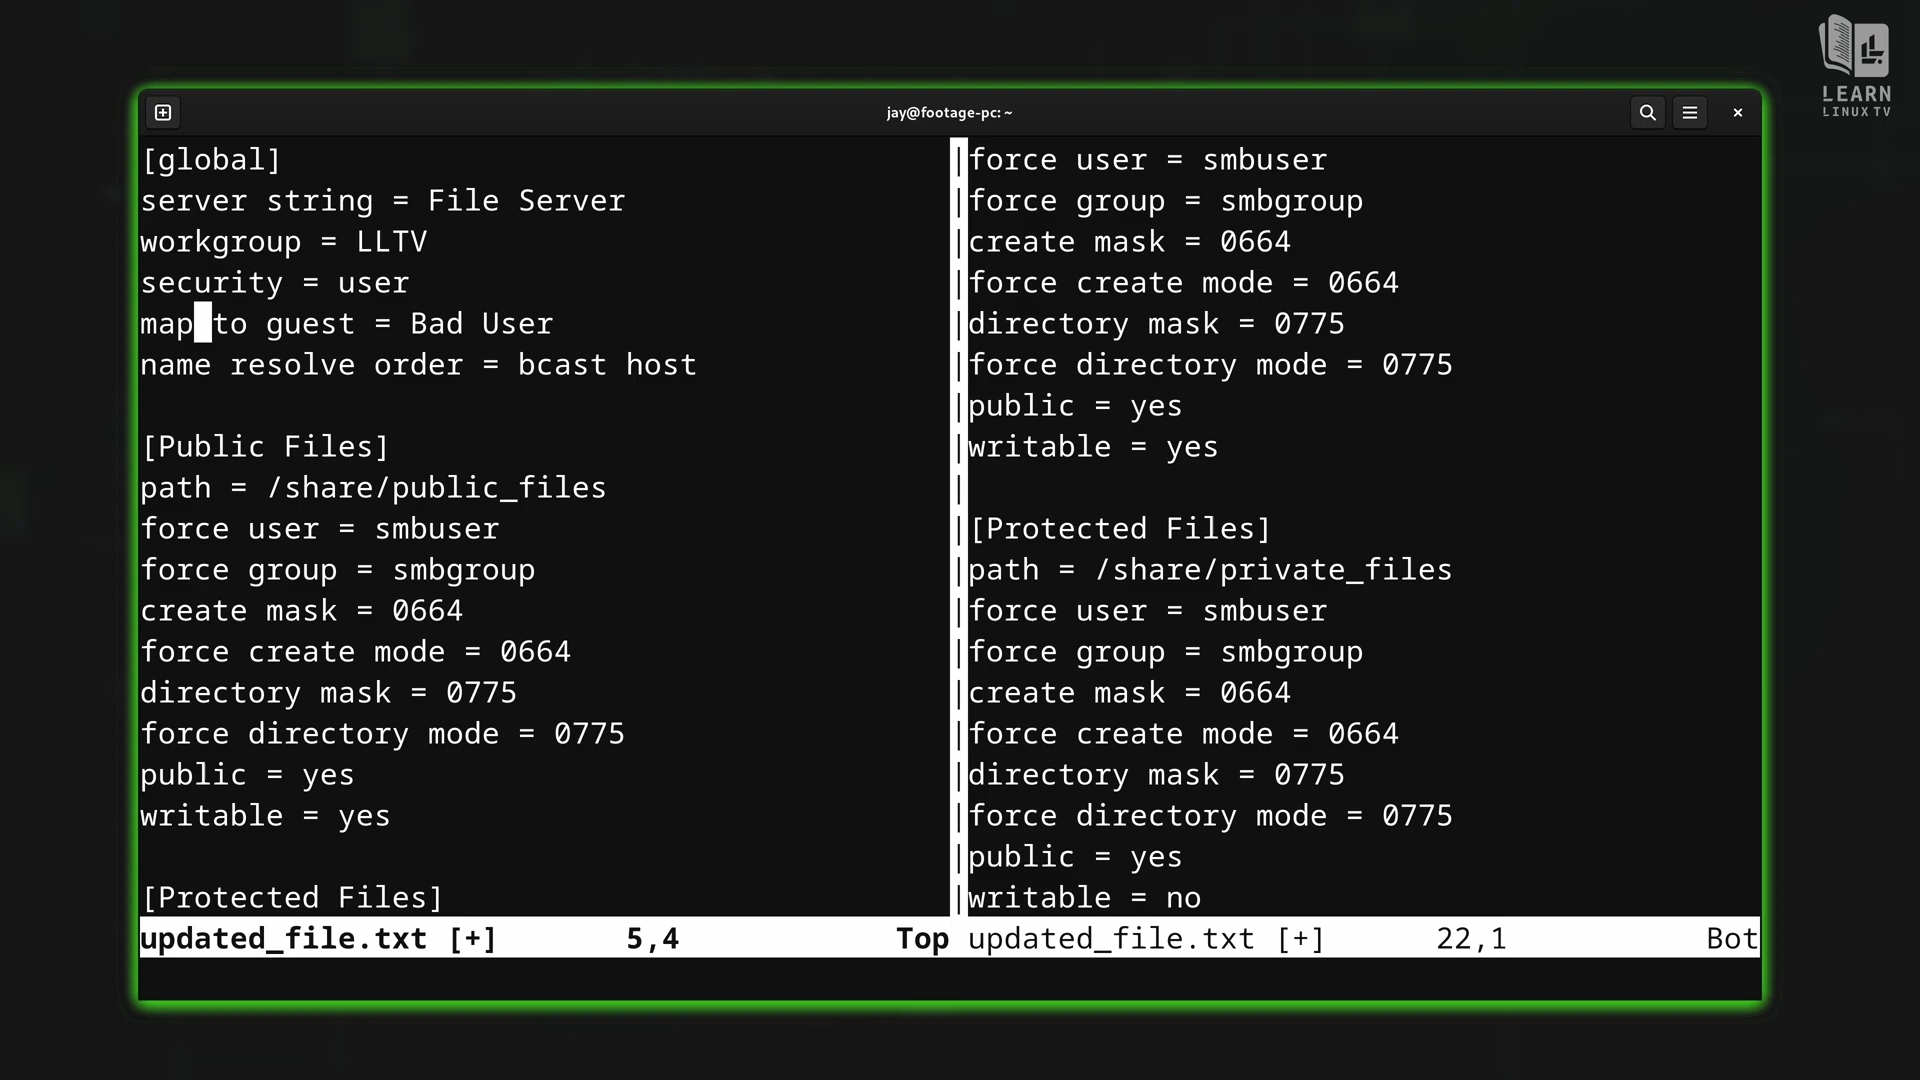 jay@footage-pc: ~
LEARN
LINUX TV
[global]
server string = File Server
workgroup = LLTV
security = user
map to guest = Bad User
name resolve order = bcast host

[Public Files]
path = /share/public_files
force user = smbuser
force group = smbgroup
create mask = 0664
force create mode = 0664
directory mask = 0775
force directory mode = 0775
public = yes
writable = yes

[Protected Files]
updated_file.txt [+] 5,4 Top
force user = smbuser
force group = smbgroup
create mask = 0664
force create mode = 0664
directory mask = 0775
force directory mode = 0775
public = yes
writable = yes

[Protected Files]
path = /share/private_files
force user = smbuser
force group = smbgroup
create mask = 0664
force create mode = 0664
directory mask = 0775
force directory mode = 0775
public = yes
writable = no
updated_file.txt [+] 22,1 Bot